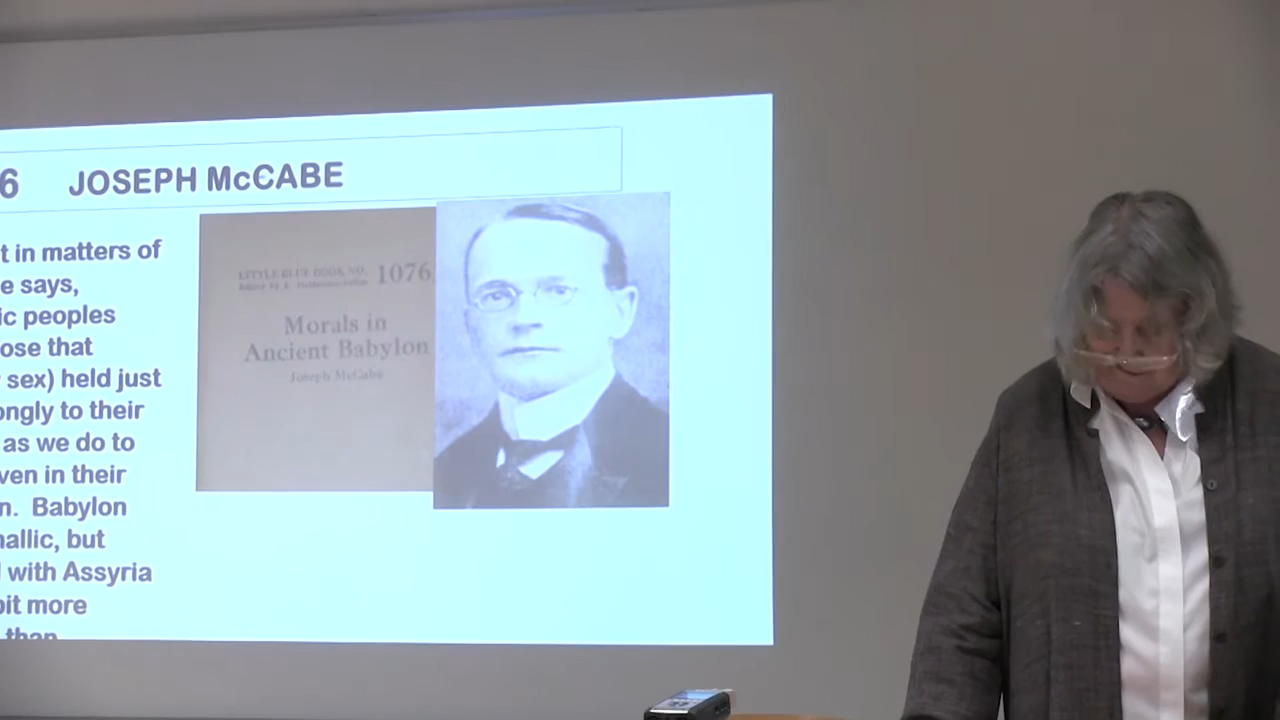 6 JOSEPH McCABE
t in matters of
e says,
ic peoples
ose that
sex) held just
ongly to their
as we do to
ven in their
n. Babylon
allic, but
with Assyria
bit more
than
LITTLE BLUE BOOK NO. 1076
Morals in
Ancient Babylon
Joseph McCabe